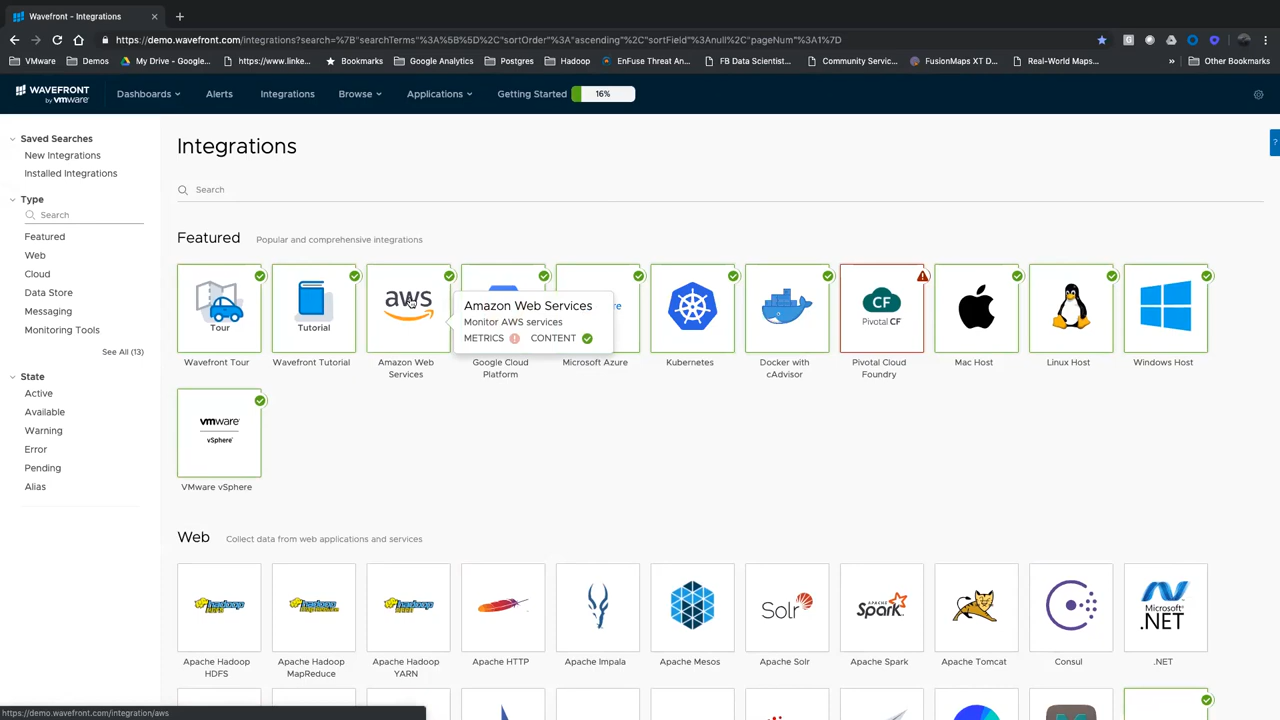 Wavefront - Integrations
https://demo.wavefront.com/integrations?search=%7B"searchTerms"%3A%5B%5D%2C"sortOrder"%3A"ascending"%2C"sortField"%3Anull%2C"pageNum"%3A1%7D
VMware Demos My Drive - Google... https://www.linke... Bookmarks Google Analytics Postgres Hadoop EnFuse Threat An... FB Data Scientist... Community Servic... FusionMaps XT D... Real-World Maps... » Other Bookmarks
WAVEFRONT
by vmware
Dashboards Alerts Integrations Browse Applications Getting Started 16%
Saved Searches
New Integrations
Installed Integrations
Type
Search
Featured
Web
Cloud
Data Store
Messaging
Monitoring Tools
See All (13)
State
Active
Available
Warning
Error
Pending
Alias
Integrations
Search
?
Featured Popular and comprehensive integrations
Tour
Tutorial
aws
CF
Pivotal CF
Amazon Web Services
Monitor AWS services
METRICS CONTENT
Wavefront Tour
Wavefront Tutorial
Amazon Web
Services
Google Cloud
Platform
Microsoft Azure
Kubernetes
Docker with
cAdvisor
Pivotal Cloud
Foundry
Mac Host
Linux Host
Windows Host
vmware
vSphere
VMware vSphere
Web Collect data from web applications and services
hadoop
hadoop
hadoop
Solr
APACHE
Spark
Microsoft
.NET
Apache Hadoop
HDFS
Apache Hadoop
MapReduce
Apache Hadoop
YARN
Apache HTTP
Apache Impala
Apache Mesos
Apache Solr
Apache Spark
Apache Tomcat
Consul
.NET
https://demo.wavefront.com/integration/aws